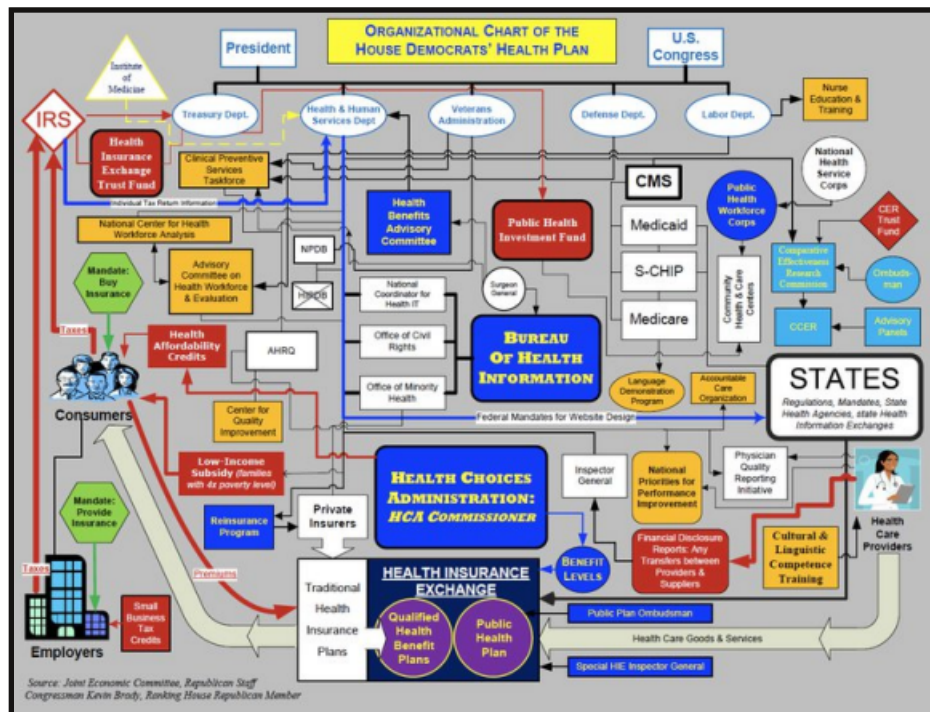 ORGANIZATIONAL CHART OF THE
HOUSE DEMOCRATS' HEALTH PLAN
President
U.S.
Congress
Institute
of
Medicine
IRS
Treasury Dept.
Health & Human
Services Dept
Veterans
Administration
Defense Dept.
Labor Dept.
Nurse
Education &
Training
Health
Insurance
Exchange
Trust Fund
Clinical Preventive
Services
Taskforce
CMS
National
Health
Service
Corps
Individual Tax Return Information
Health
Benefits
Advisory
Committee
Public Health
Investment Fund
Public
Health
Workforce
Corps
CER
Trust
Fund
National Center for Health
Workforce Analysis
NPDB
Medicaid
Comparative
Effectiveness
Research
Commission
Mandate:
Buy
Insurance
Advisory
Committee on
Health Workforce
& Evaluation
S-CHIP
Ombuds-
man
HIPDB
National
Coordinator for
Health IT
Surgeon
General
Medicare
Community
Health & Care
Centers
Taxes
Health
Affordability
Credits
Office of Civil
Rights
BUREAU
OF HEALTH
INFORMATION
CCER
Advisory
Panels
AHRQ
Office of Minority
Health
Language
Demonstration
Program
Accountable
Care
Organization
STATES
Regulations, Mandates, State
Health Agencies, state Health
Information Exchanges
Consumers
Center for
Quality
Improvement
Federal Mandates for Website Design
Low-Income
Subsidy (families
with 4x poverty level)
HEALTH CHOICES
ADMINISTRATION:
HCA COMMISSIONER
Inspector
General
National
Priorities for
Performance
Improvement
Physician
Quality
Reporting
Initiative
Mandate:
Provide
Insurance
Reinsurance
Program
Private
Insurers
Health
Care
Providers
Taxes
Premiums
BENEFIT
LEVELS
Financial Disclosure
Reports: Any
Transfers between
Providers &
Suppliers
Cultural &
Linguistic
Competence
Training
Traditional
Health
Insurance
Plans
HEALTH INSURANCE
EXCHANGE
Qualified
Health
Benefit
Plans
Public
Health
Plan
Public Plan Ombudsman
Small
Business
Tax
Credits
Employers
Health Care Goods & Services
Special HIE Inspector General
Source: Joint Economic Committee, Republican Staff
Congressman Kevin Brady, Ranking House Republican Member